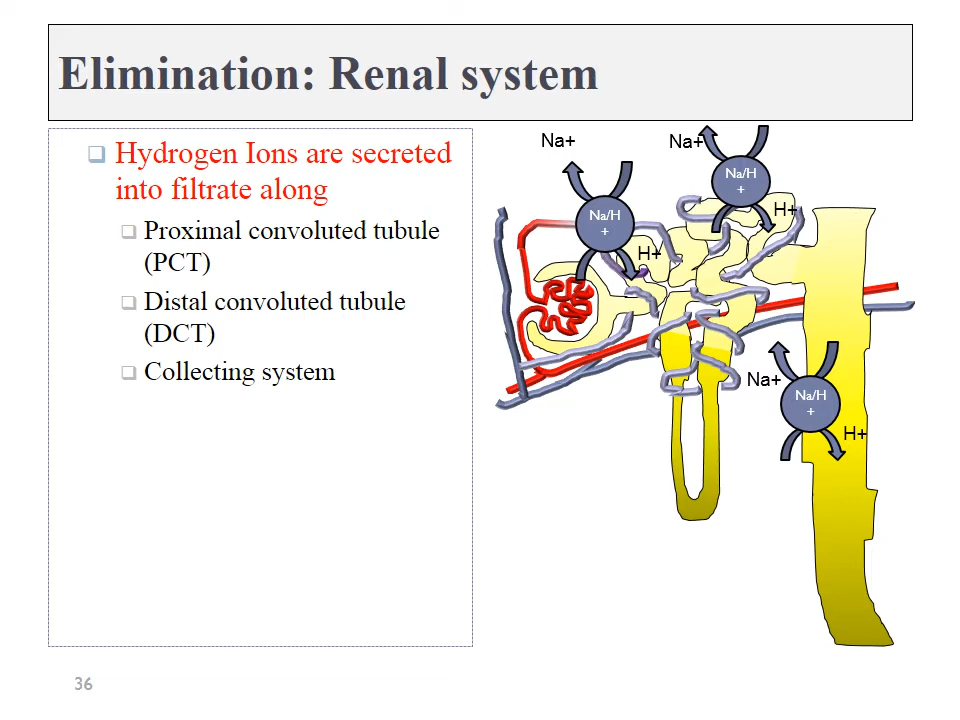 Elimination: Renal system
Hydrogen Ions are secreted
into filtrate along
Proximal convoluted tubule
(PCT)
Distal convoluted tubule
(DCT)
Collecting system
Na+
Na/H
+
H+
Na+
Na/H
+
H+
Na+
Na/H
+
H+
36